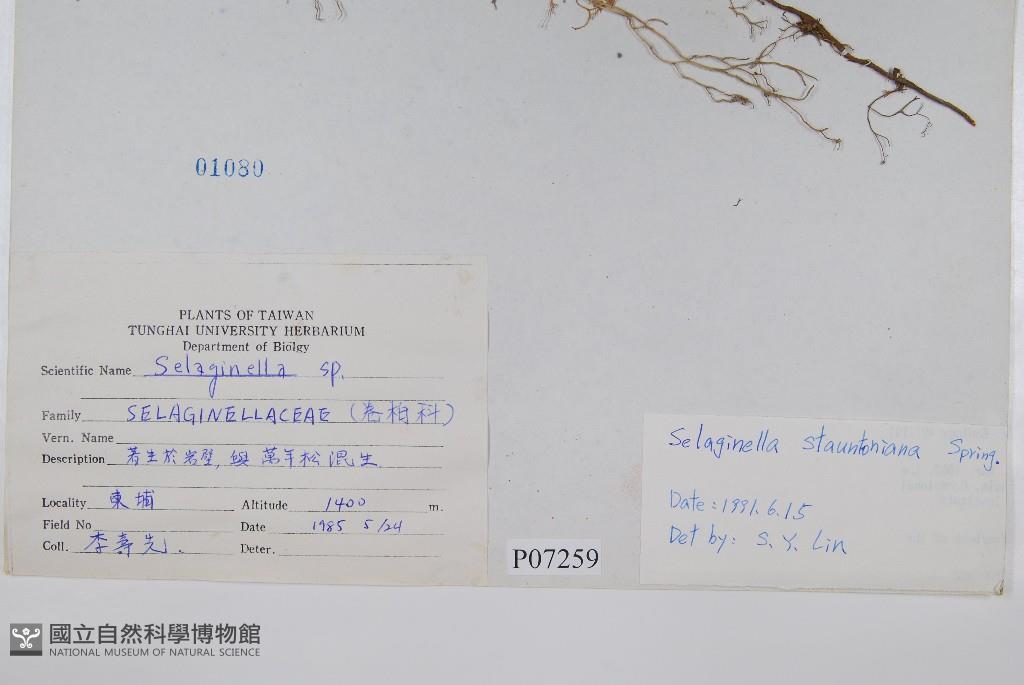 01080
PLANTS OF TAIWAN
TUNGHAI UNIVERSITY HERBARIUM
Department of Biolgy
Scientific Name Selaginella sp.
Family SELAGINELLACEAE (卷柏科)
Vern. Name
Description 著生於岩壁, 與萬年松混生
Locality 東埔 Altitude 1400 m.
Field No Date 1985 5/24
Coll. 李壽先. Deter.
P07259
Selaginella stauntoniana Spring.
Date: 1991.6.15
Det by: S. Y. Lin
國立自然科學博物館
NATIONAL MUSEUM OF NATURAL SCIENCE